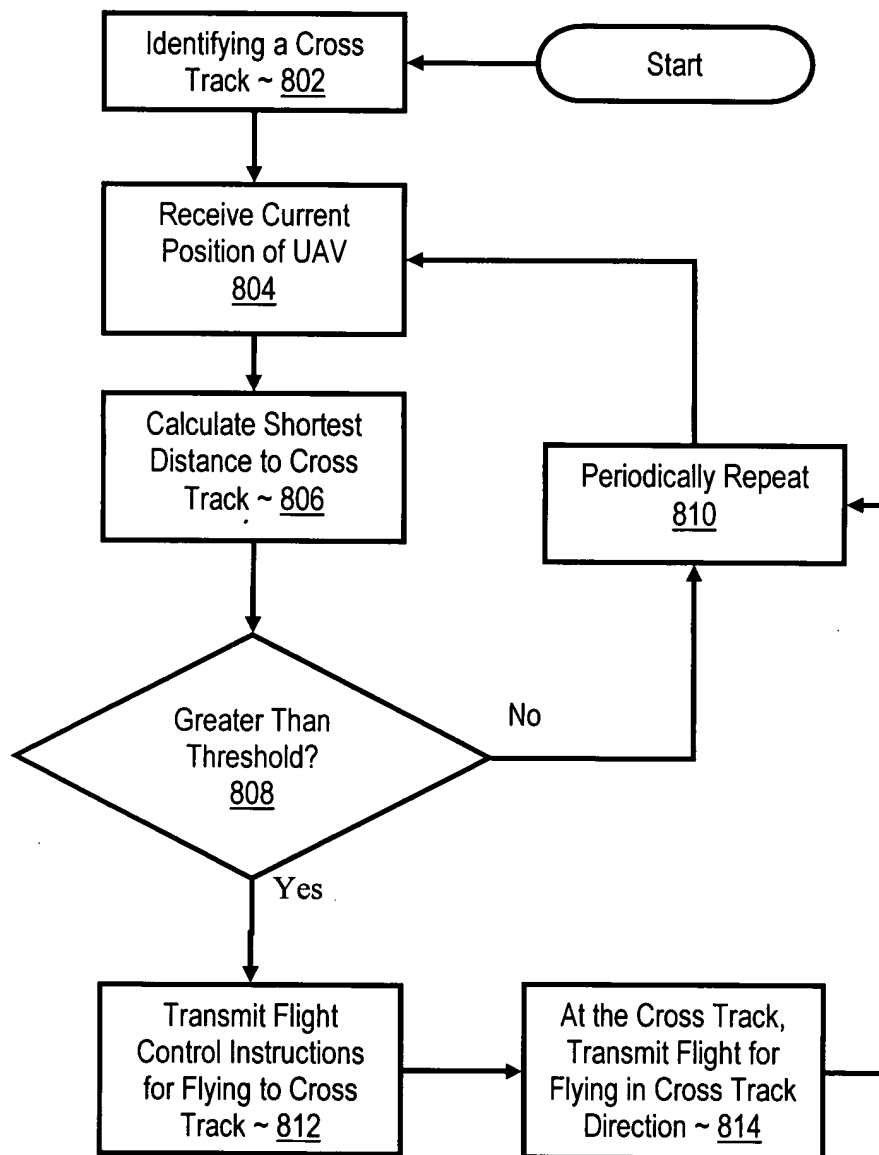 Start
Identifying a Cross
Track ~ 802
Receive Current
Position of UAV
804
Calculate Shortest
Distance to Cross
Track ~ 806
Periodically Repeat
810
Greater Than
Threshold?
808
No
Yes
Transmit Flight
Control Instructions
for Flying to Cross
Track ~ 812
At the Cross Track,
Transmit Flight for
Flying in Cross Track
Direction ~ 814